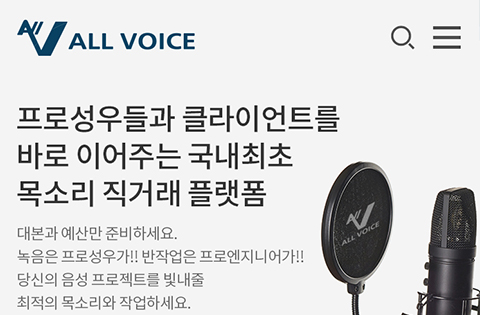 ALL VOICE
프로성우들과 클라이언트를
바로 이어주는 국내최초
목소리 직거래 플랫폼
대본과 예산만 준비하세요.
녹음은 프로성우가!! 반작업은 프로엔지니어가!!
당신의 음성 프로젝트를 빛내줄
최적의 목소리와 작업하세요.
ALL VOICE